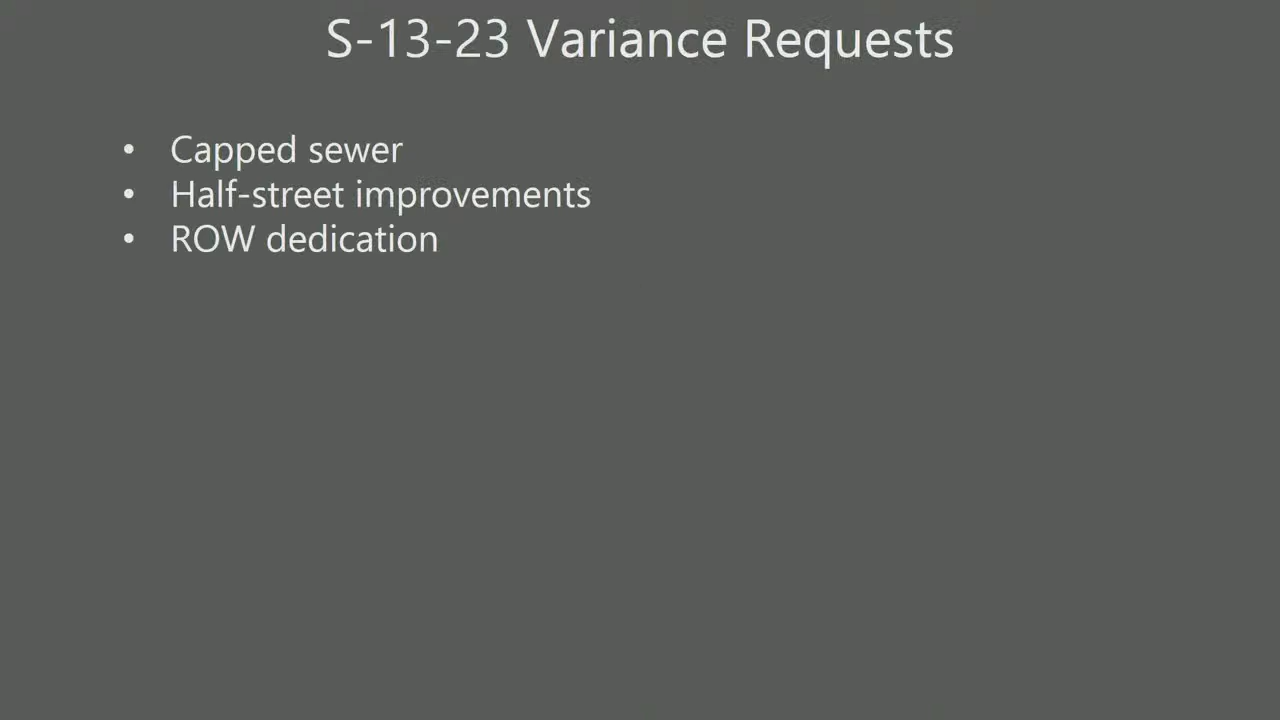 S-13-23 Variance Requests
• Capped sewer
• Half-street improvements
• ROW dedication